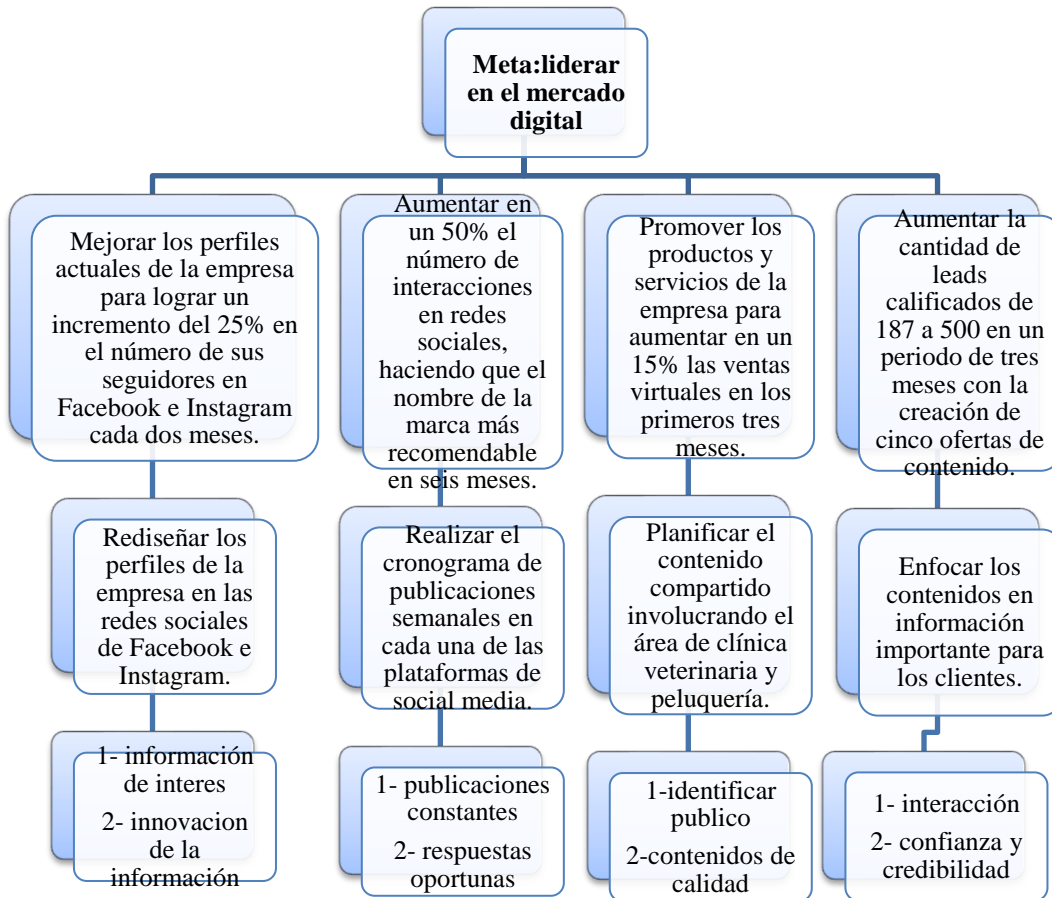 Meta:liderar
en el mercado
digital
Mejorar los perfiles
actuales de la empresa
para lograr un
incremento del 25% en
el número de sus
seguidores en
Facebook e Instagram
cada dos meses.
Aumentar en
un 50% el
número de
interacciones
en redes
sociales,
haciendo que el
nombre de la
marca más
recomendable
en seis meses.
Promover los
productos y
servicios de la
empresa para
aumentar en un
15% las ventas
virtuales en los
primeros tres
meses.
Aumentar la
cantidad de
leads
calificados de
187 a 500 en un
periodo de tres
meses con la
creación de
cinco ofertas de
contenido.
Rediseñar los
perfiles de la
empresa en las
redes sociales
de Facebook e
Instagram.
Realizar el
cronograma de
publicaciones
semanales en
cada una de las
plataformas de
social media.
Planificar el
contenido
compartido
involucrando el
área de clínica
veterinaria y
peluquería.
Enfocar los
contenidos en
información
importante para
los clientes.
1- información
de interes
2- innovacion
de la
información
1- publicaciones
constantes
2- respuestas
oportunas
1-identificar
publico
2-contenidos de
calidad
1- interacción
2- confianza y
credibilidad